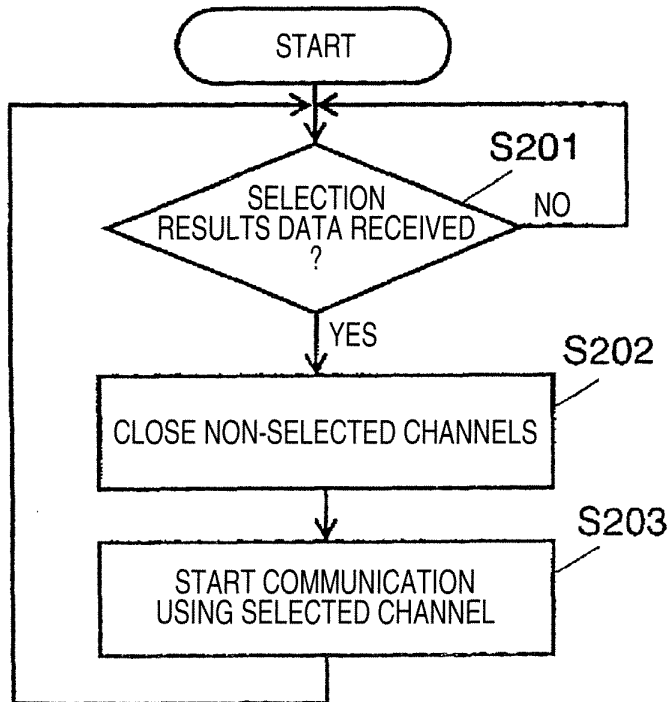 START
S201
SELECTION
RESULTS DATA RECEIVED
?
NO
YES
S202
CLOSE NON-SELECTED CHANNELS
S203
START COMMUNICATION
USING SELECTED CHANNEL